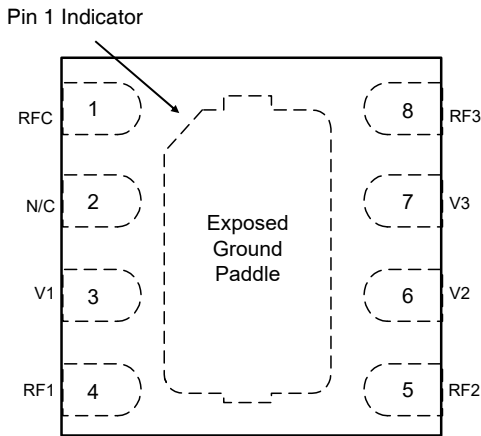 Pin 1 Indicator
RFC
1
8
RF3
N/C
2
7
V3
Exposed
Ground
Paddle
V1
3
6
V2
RF1
4
5
RF2